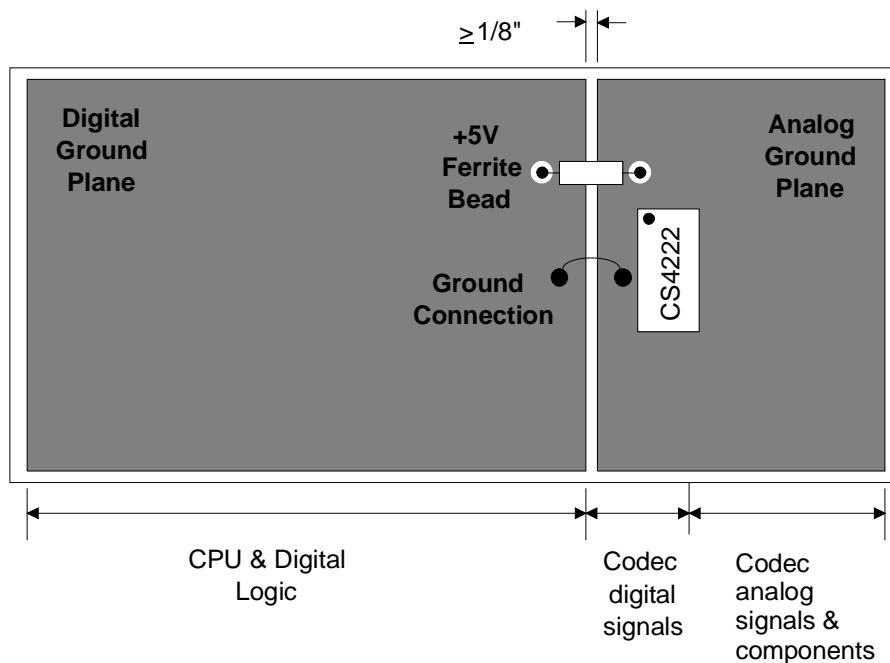 ≥1/8"
Digital
Ground
Plane
+5V
Ferrite
Bead
Analog
Ground
Plane
CS4222
Ground
Connection
CPU & Digital
Logic
Codec
digital
signals
Codec
analog
signals &
components